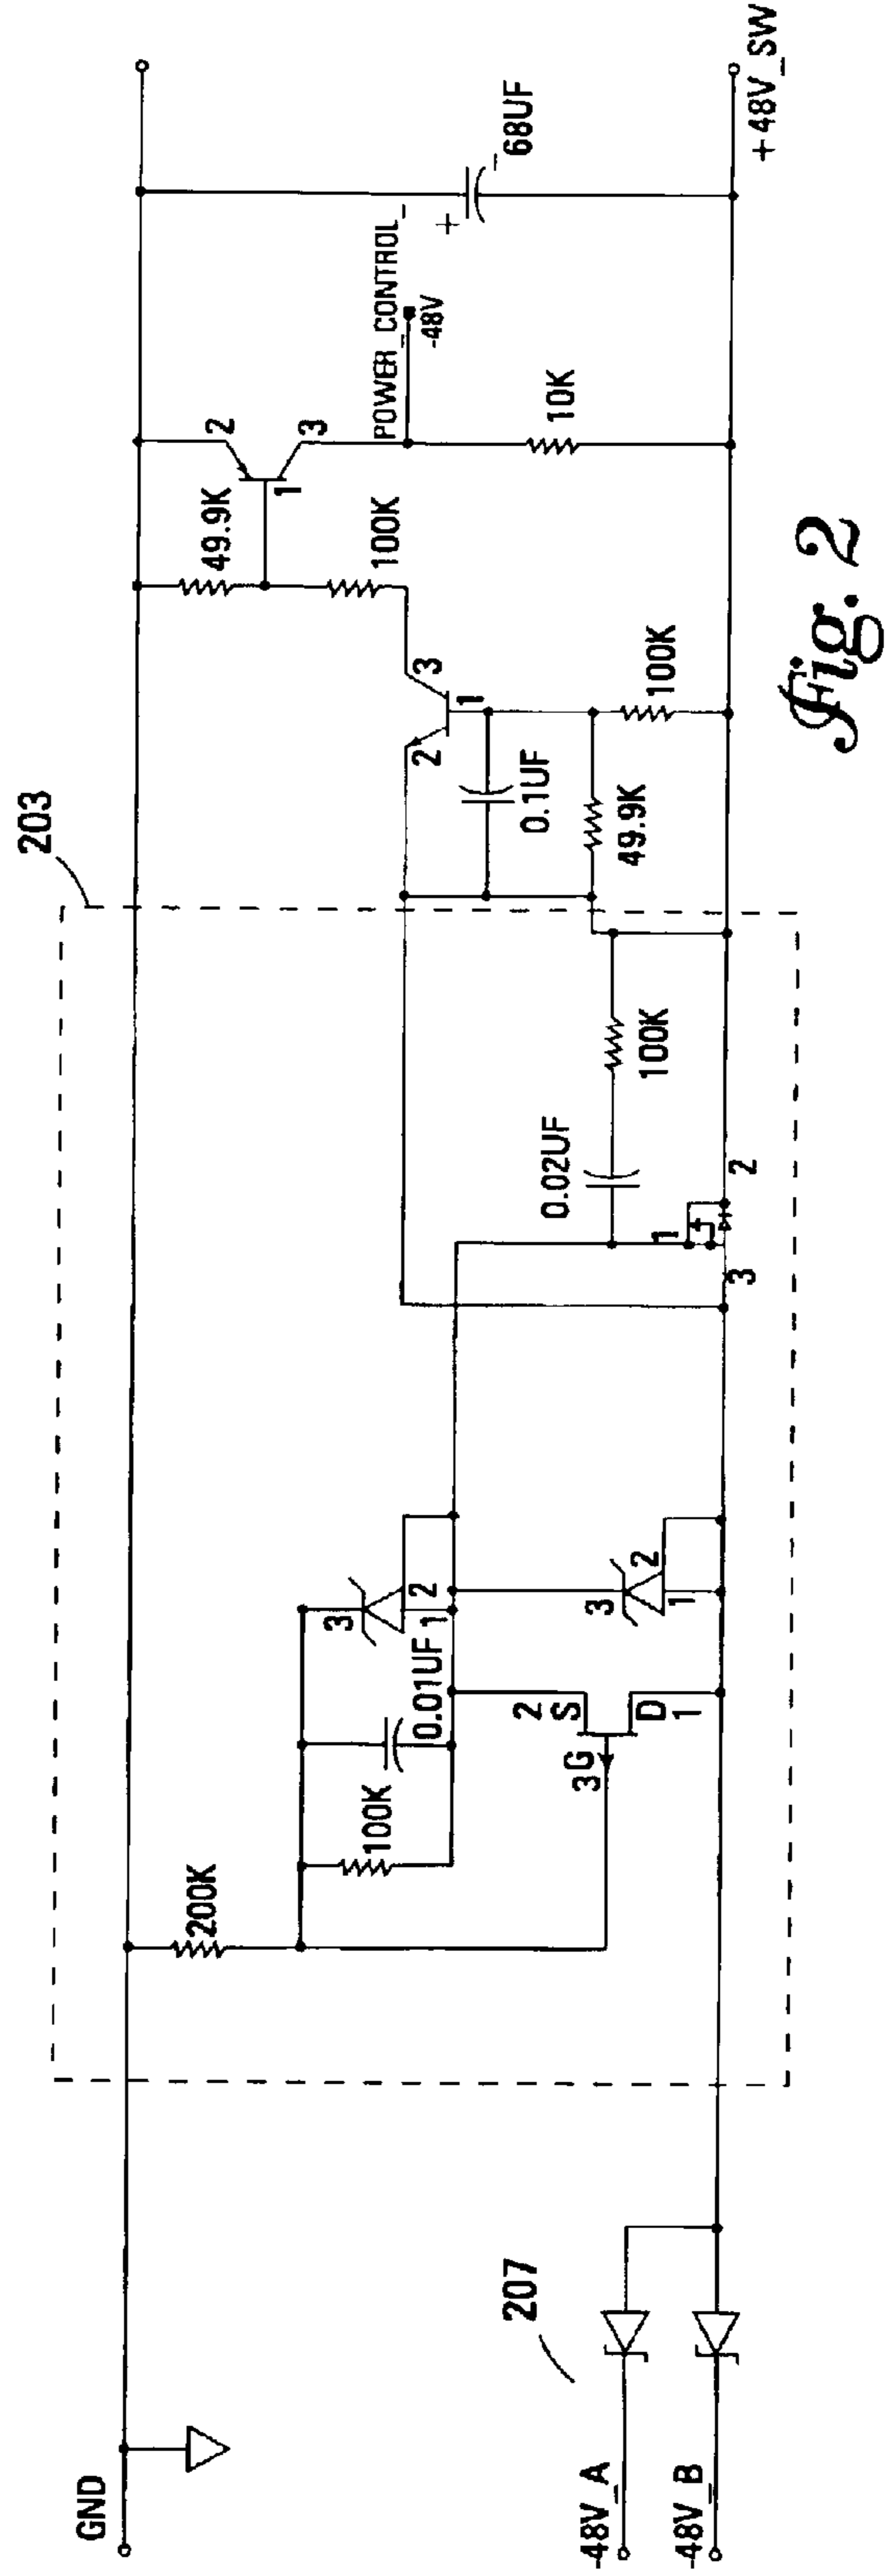 203
GND
200K
100K
0.01UF
3
2
1
3G
2
S
D
1
3
2
1
0.02UF
100K
1
2
3
2
3
1
0.1UF
49.9K
100K
49.9K
100K
2
3
1
POWER_CONTROL_
-48V
10K
+
-
68UF
+48V_SW
207
-48V_A
-48V_B
Fig. 2